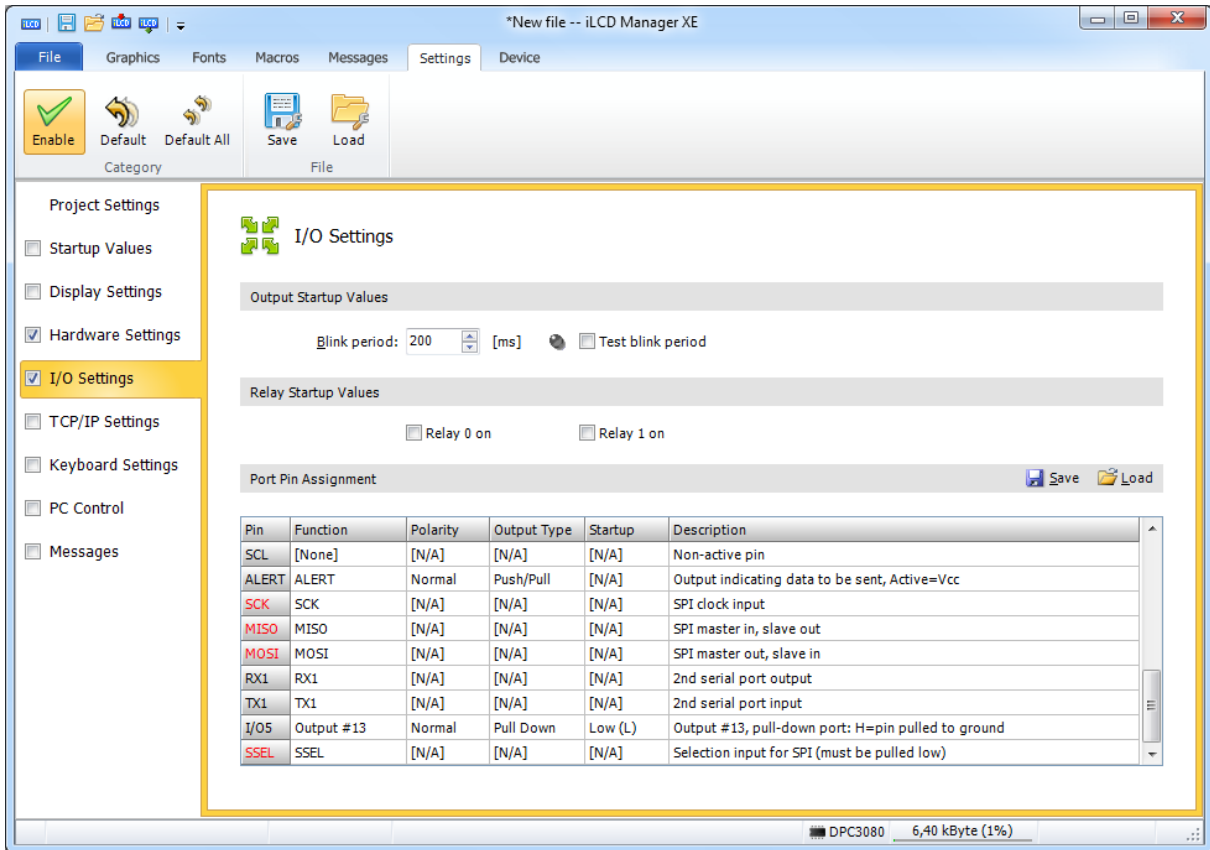 *New file -- iLCD Manager XE
File Graphics Fonts Macros Messages Settings Device
Enable Default Default All Save Load
Category File
Project Settings
Startup Values
Display Settings
Hardware Settings
I/O Settings
TCP/IP Settings
Keyboard Settings
PC Control
Messages
I/O Settings
Output Startup Values
Blink period: 200 [ms] Test blink period
Relay Startup Values
Relay 0 on Relay 1 on
Port Pin Assignment Save Load
Pin Function Polarity Output Type Startup Description
SCL [None] [N/A] [N/A] [N/A] Non-active pin
ALERT ALERT Normal Push/Pull [N/A] Output indicating data to be sent, Active=Vcc
SCK SCK [N/A] [N/A] [N/A] SPI clock input
MISO MISO [N/A] [N/A] [N/A] SPI master in, slave out
MOSI MOSI [N/A] [N/A] [N/A] SPI master out, slave in
RX1 RX1 [N/A] [N/A] [N/A] 2nd serial port output
TX1 TX1 [N/A] [N/A] [N/A] 2nd serial port input
I/O5 Output #13 Normal Pull Down Low (L) Output #13, pull-down port: H=pin pulled to ground
SSEL SSEL [N/A] [N/A] [N/A] Selection input for SPI (must be pulled low)
DPC3080 6,40 kByte (1%)